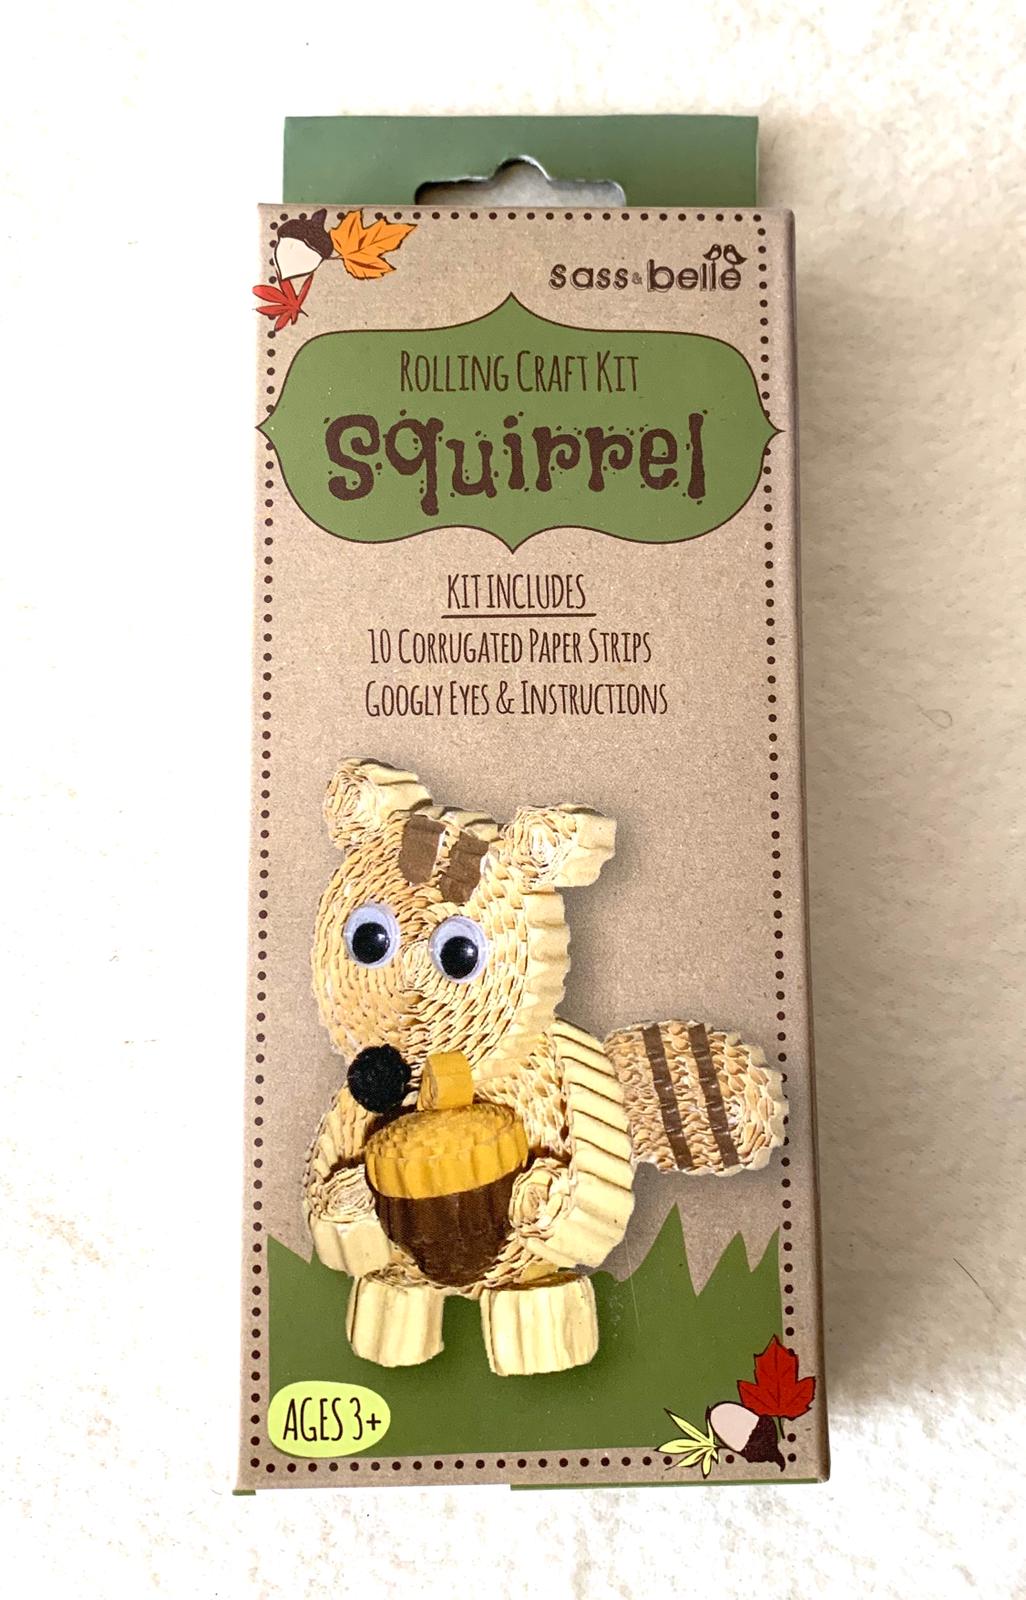 sass & belle
Rolling Craft Kit
Squirrel
Kit Includes
10 Corrugated Paper Strips
Googly Eyes & Instructions
Ages 3+